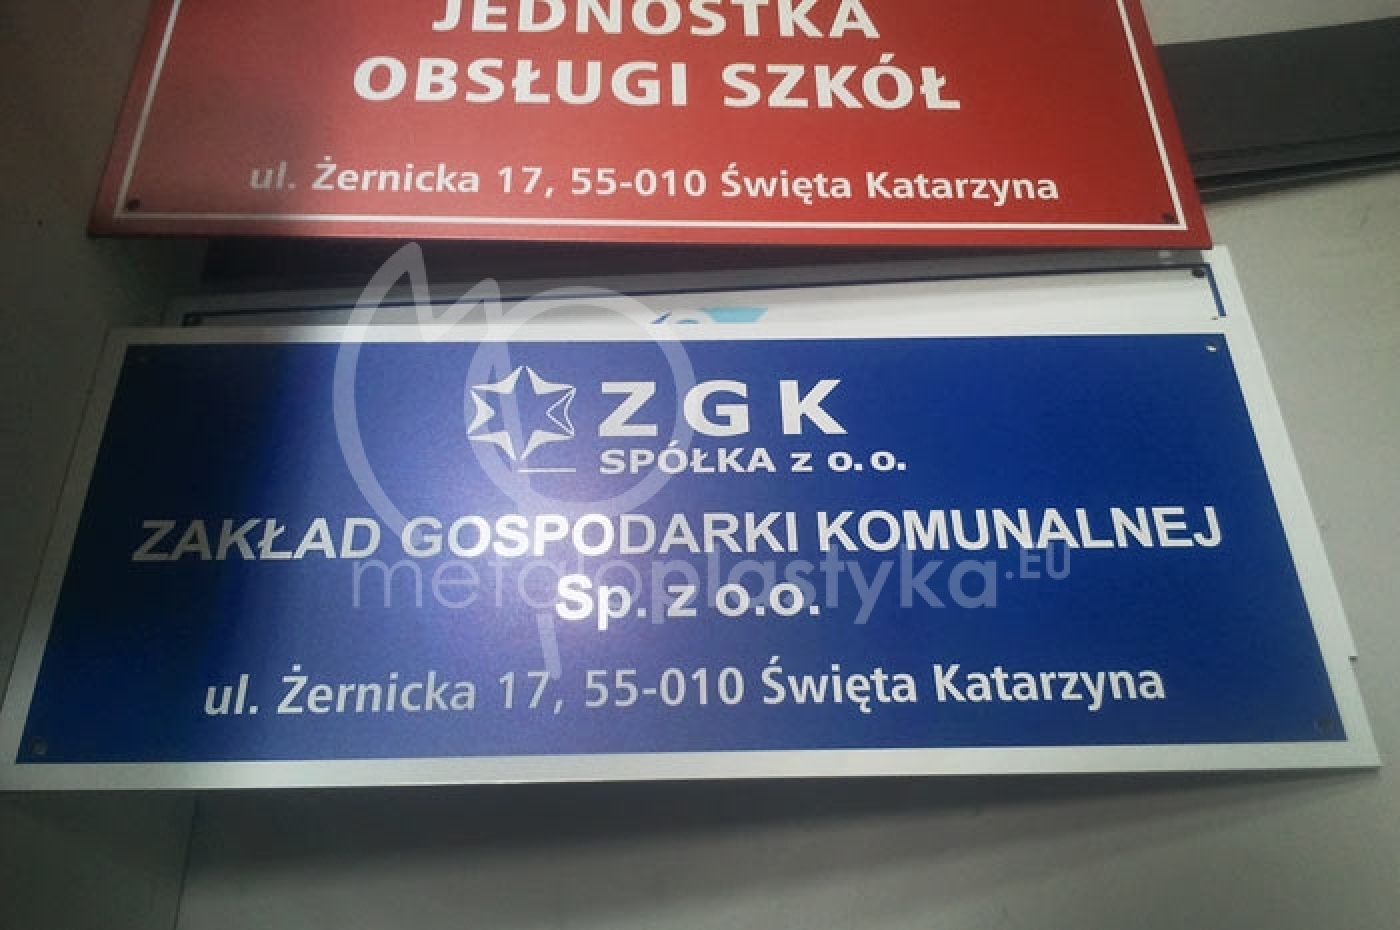 JEDNOSTKA
OBSŁUGI SZKÓŁ
ul. Żernicka 17, 55-010 Święta Katarzyna
ZGK
SPÓŁKA z o.o.
ZAKŁAD GOSPODARKI KOMUNALNEJ
Sp. z o.o.
metaloplastyka.EU
ul. Żernicka 17, 55-010 Święta Katarzyna